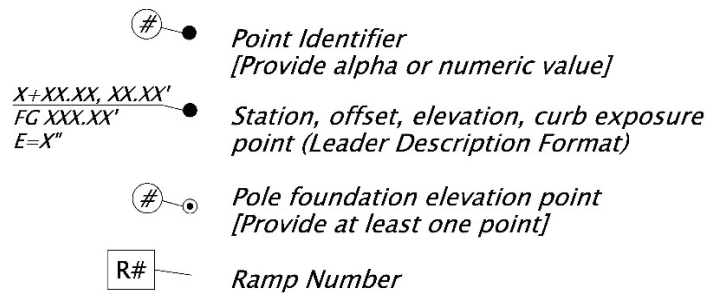 #
Point Identifier
[Provide alpha or numeric value]
X+XX.XX, XX.XX'
FG XXX.XX'
E=X"
Station, offset, elevation, curb exposure
point (Leader Description Format)
#
Pole foundation elevation point
[Provide at least one point]
R#
Ramp Number